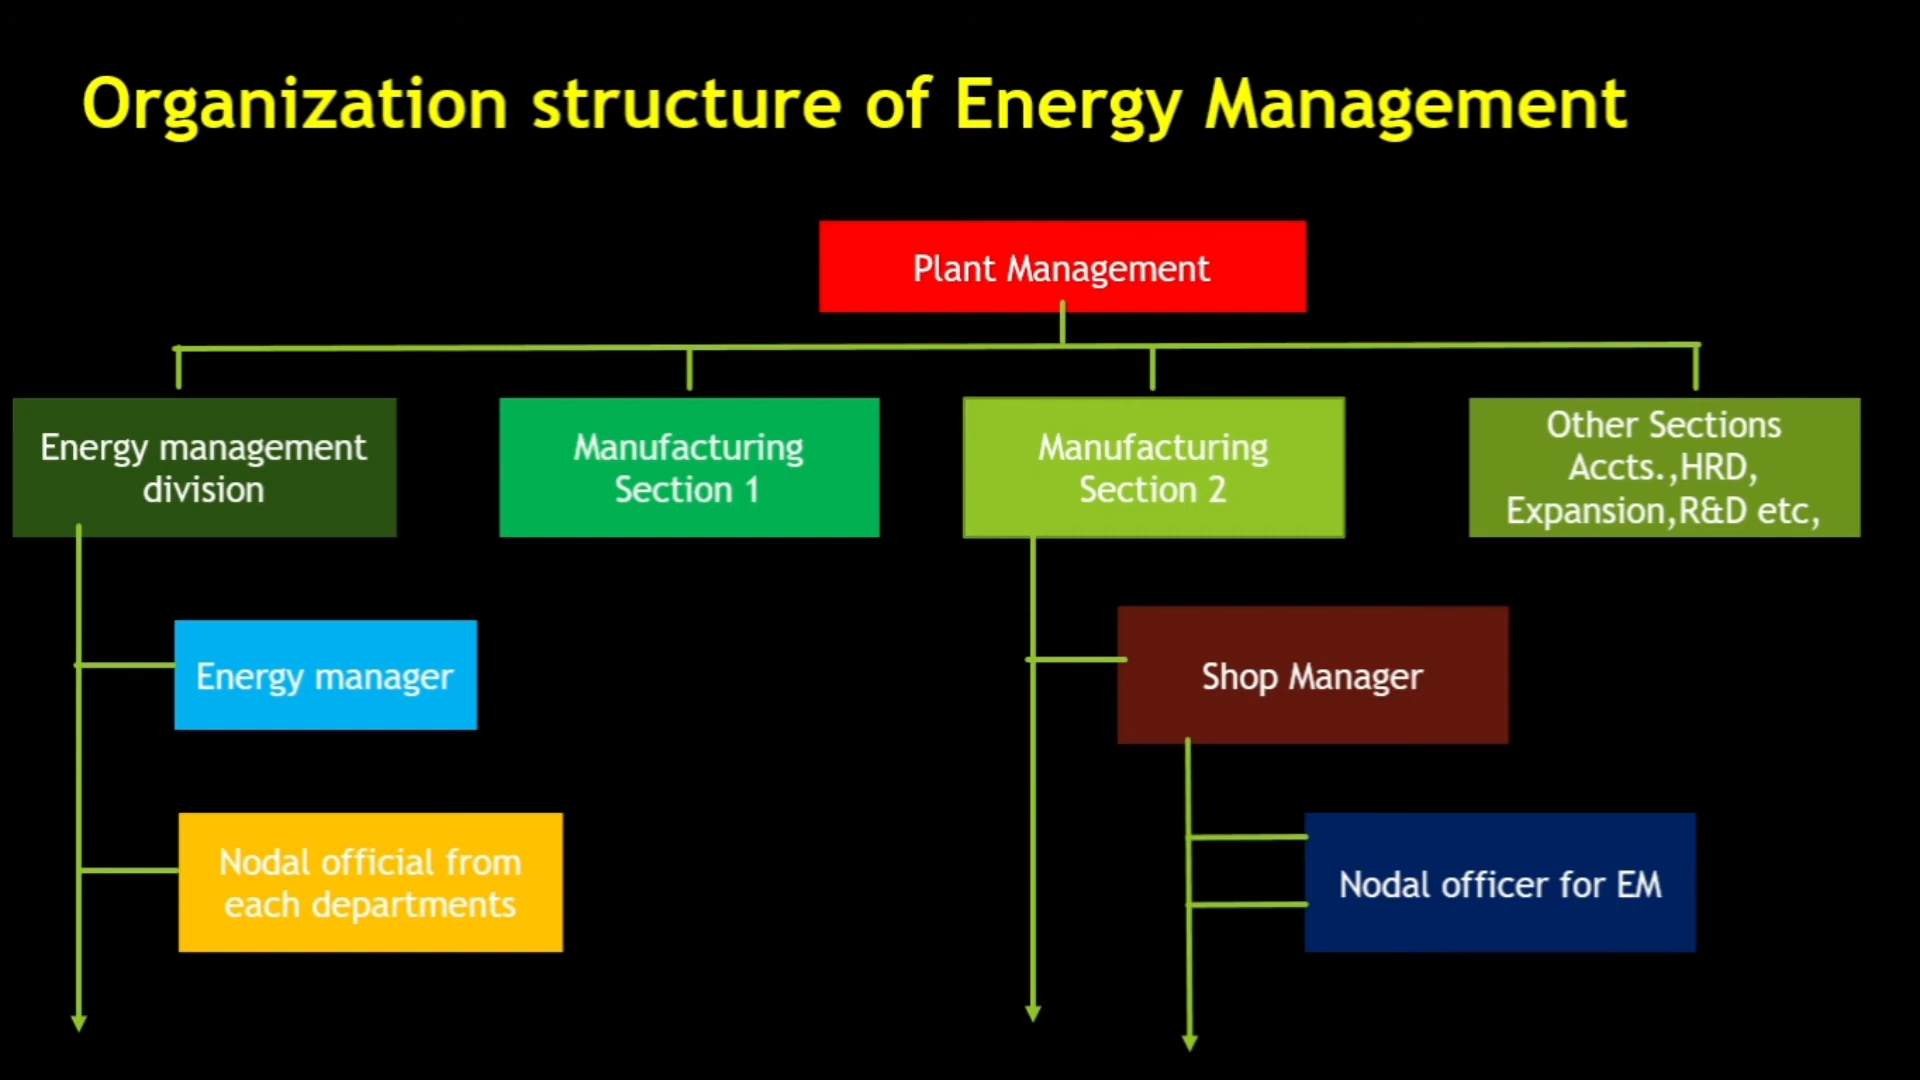 Organization structure of Energy Management
Plant Management
Energy management
division
Manufacturing
Section 1
Manufacturing
Section 2
Other Sections
Accts.,HRD,
Expansion,R&D etc,
Energy manager
Shop Manager
Nodal official from
each departments
Nodal officer for EM